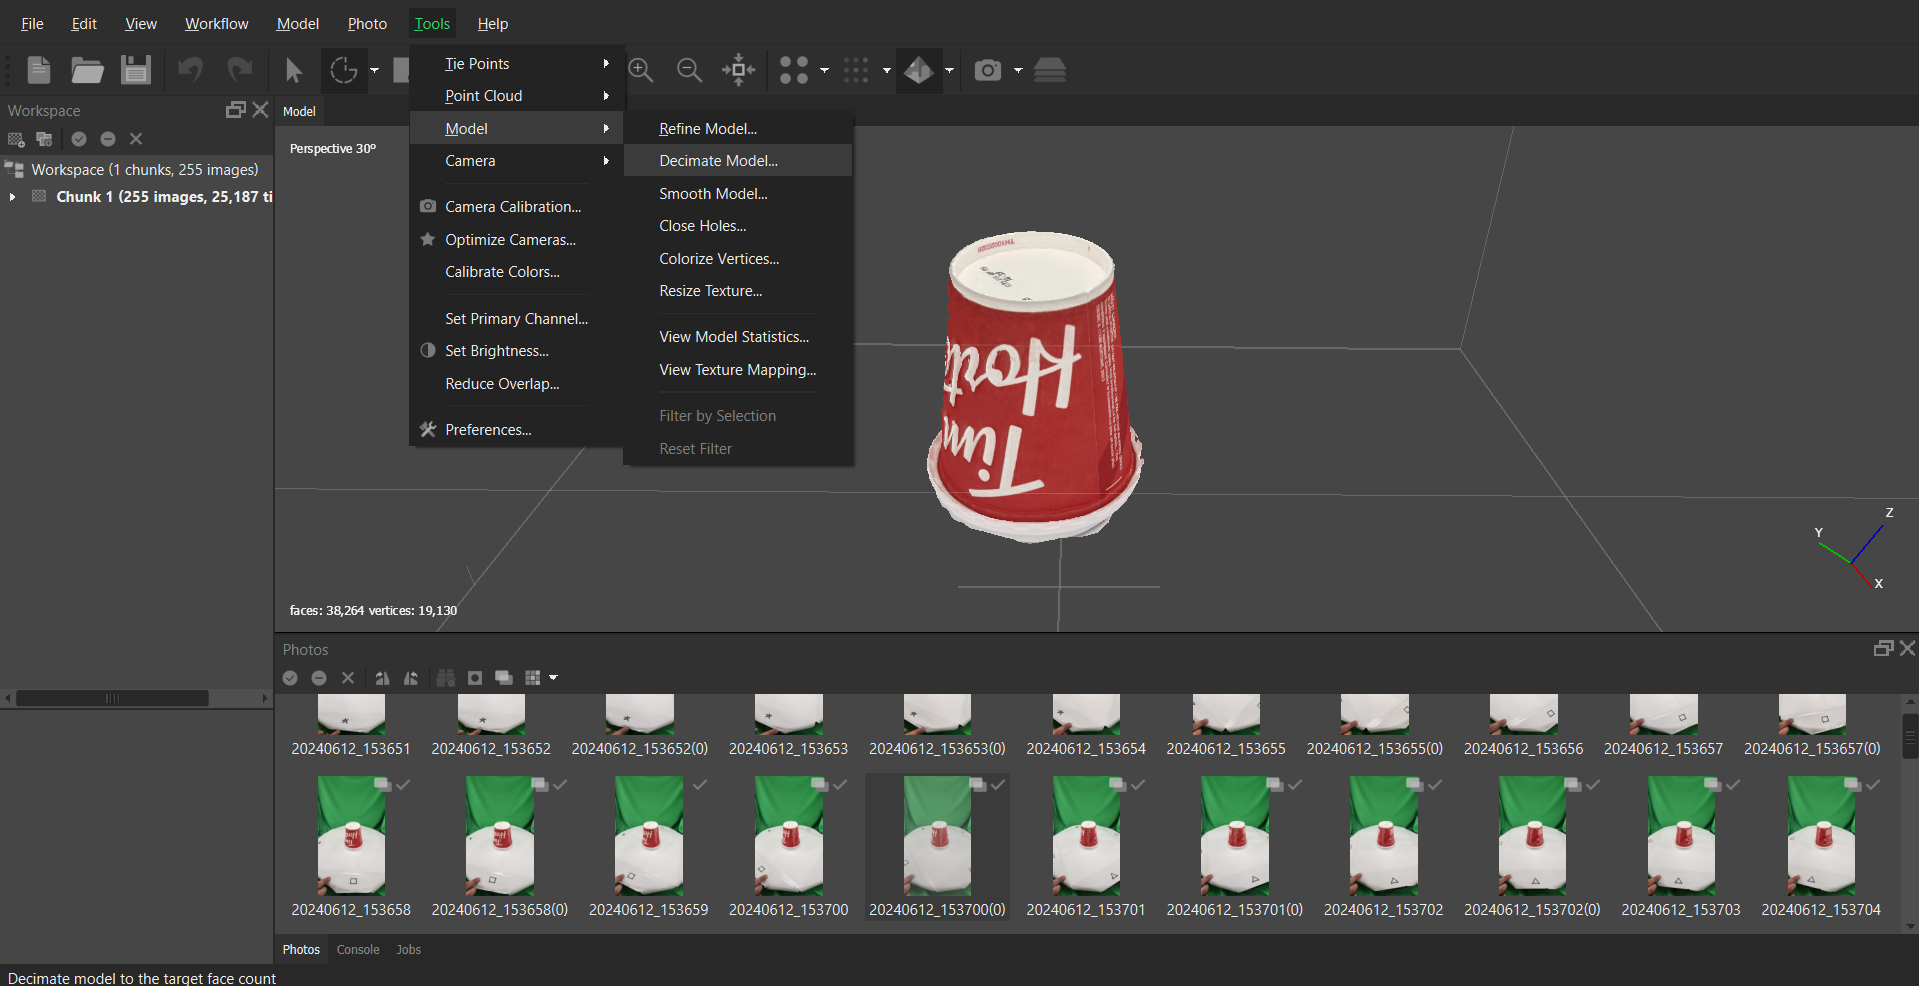 File Edit View Workflow Model Photo Tools Help
Workspace
Workspace (1 chunks, 255 images)
Chunk 1 (255 images, 25,187 ti
Tie Points
Point Cloud
Model
Camera
Camera Calibration...
Optimize Cameras...
Calibrate Colors...
Set Primary Channel...
Set Brightness...
Reduce Overlap...
Preferences...
Refine Model...
Decimate Model...
Smooth Model...
Close Holes...
Colorize Vertices...
Resize Texture...
View Model Statistics...
View Texture Mapping...
Filter by Selection
Reset Filter
Model
Perspective 30°
Tim
Hort
Z
Y
X
faces: 38,264 vertices: 19,130
Photos
20240612_153651 20240612_153652 20240612_153652(0) 20240612_153653 20240612_153653(0) 20240612_153654 20240612_153655 20240612_153655(0) 20240612_153656 20240612_153657 20240612_153657(0)
20240612_153658 20240612_153658(0) 20240612_153659 20240612_153700 20240612_153700(0) 20240612_153701 20240612_153701(0) 20240612_153702 20240612_153702(0) 20240612_153703 20240612_153704
Photos Console Jobs
Decimate model to the target face count